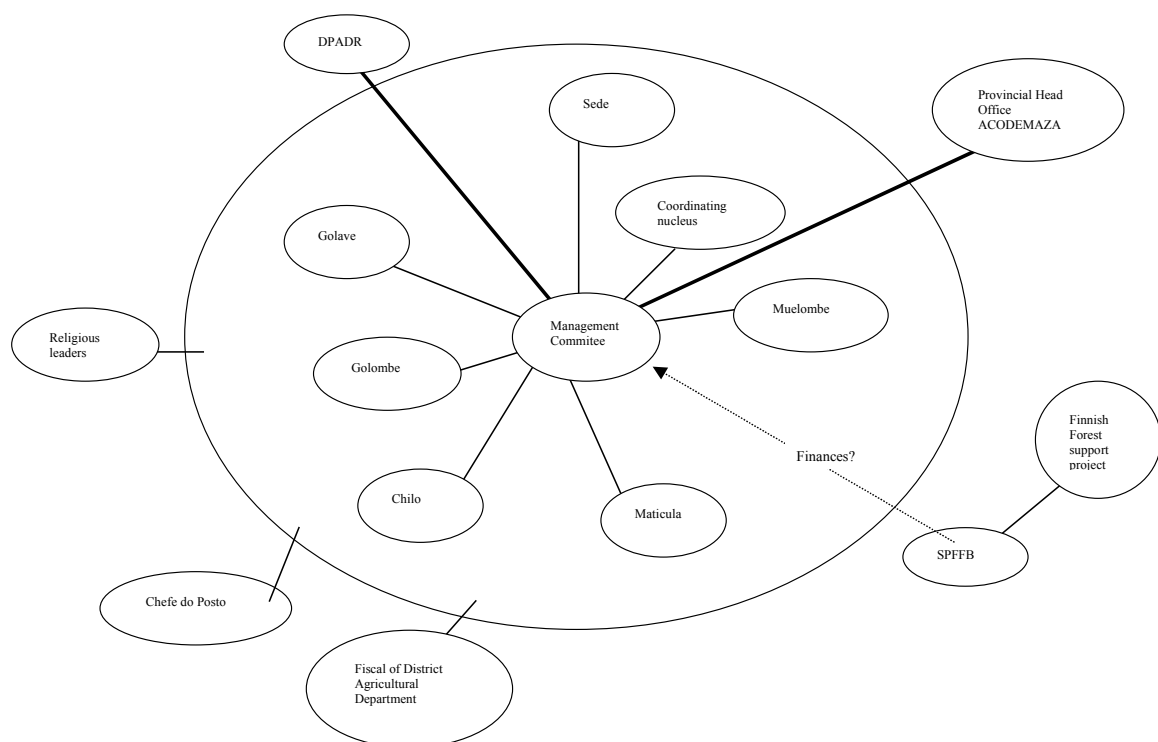 DPADR
Sede
Provincial Head
Office
ACODEMAZA
Coordinating
nucleus
Golave
Muelombe
Management
Commitee
Religious
leaders
Golombe
Finnish
Forest
support
project
Finances?
Chilo
Maticula
SPFFB
Chefe do Posto
Fiscal of District
Agricultural
Department